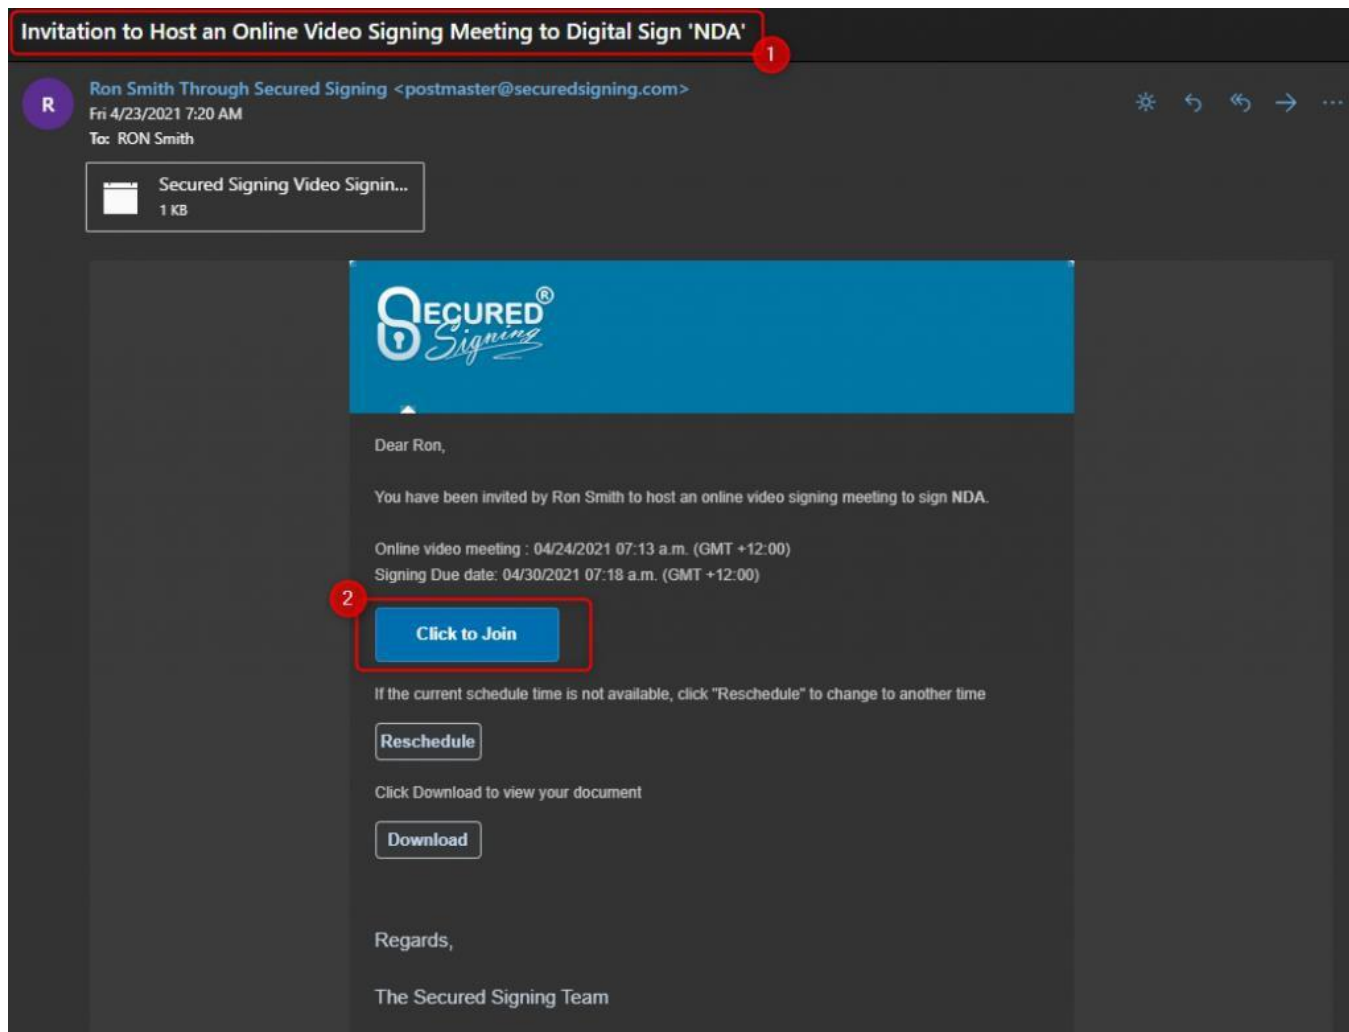 Invitation to Host an Online Video Signing Meeting to Digital Sign 'NDA'
1
R
Ron Smith Through Secured Signing <postmaster@securedsigning.com>
Fri 4/23/2021 7:20 AM
To: RON Smith
Secured Signing Video Signin...
1 KB
SECURED®
Signing
Dear Ron,
You have been invited by Ron Smith to host an online video signing meeting to sign NDA.
Online video meeting : 04/24/2021 07:13 a.m. (GMT +12:00)
Signing Due date: 04/30/2021 07:18 a.m. (GMT +12:00)
2
Click to Join
If the current schedule time is not available, click "Reschedule" to change to another time
Reschedule
Click Download to view your document
Download
Regards,
The Secured Signing Team